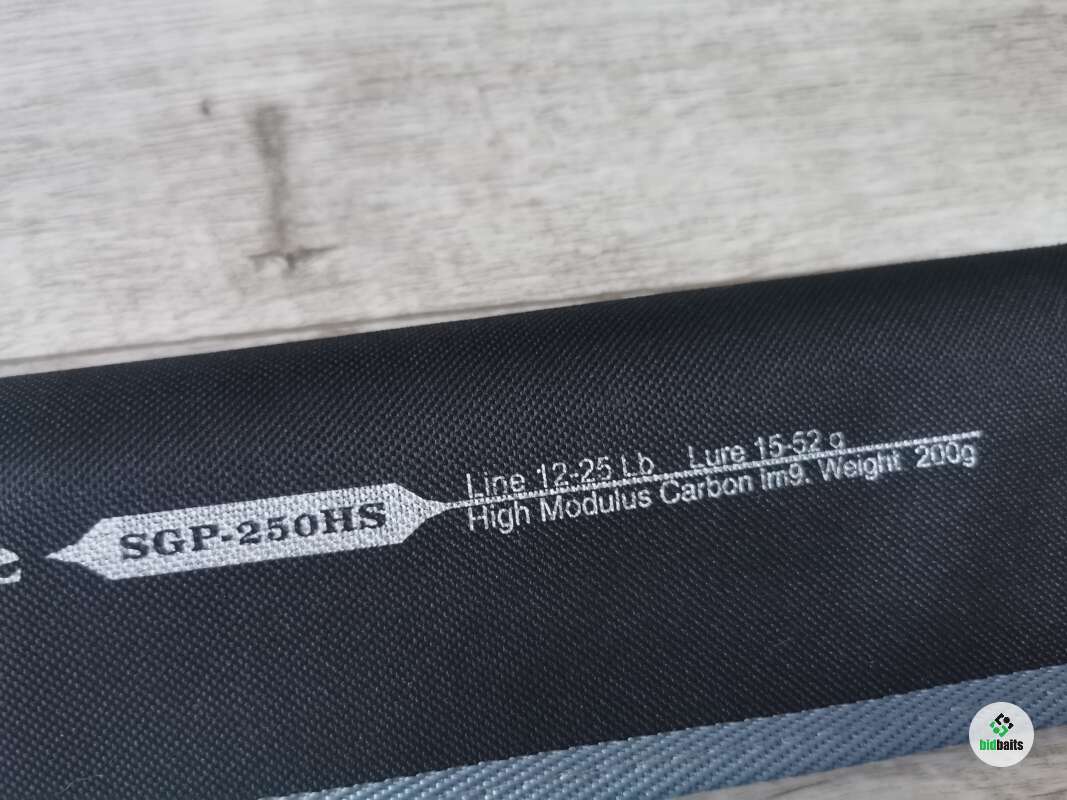 SGP-250HS
Line 12-25 Lb Lure 15-52 g
High Modulus Carbon im9. Weight 200g
bidbaits